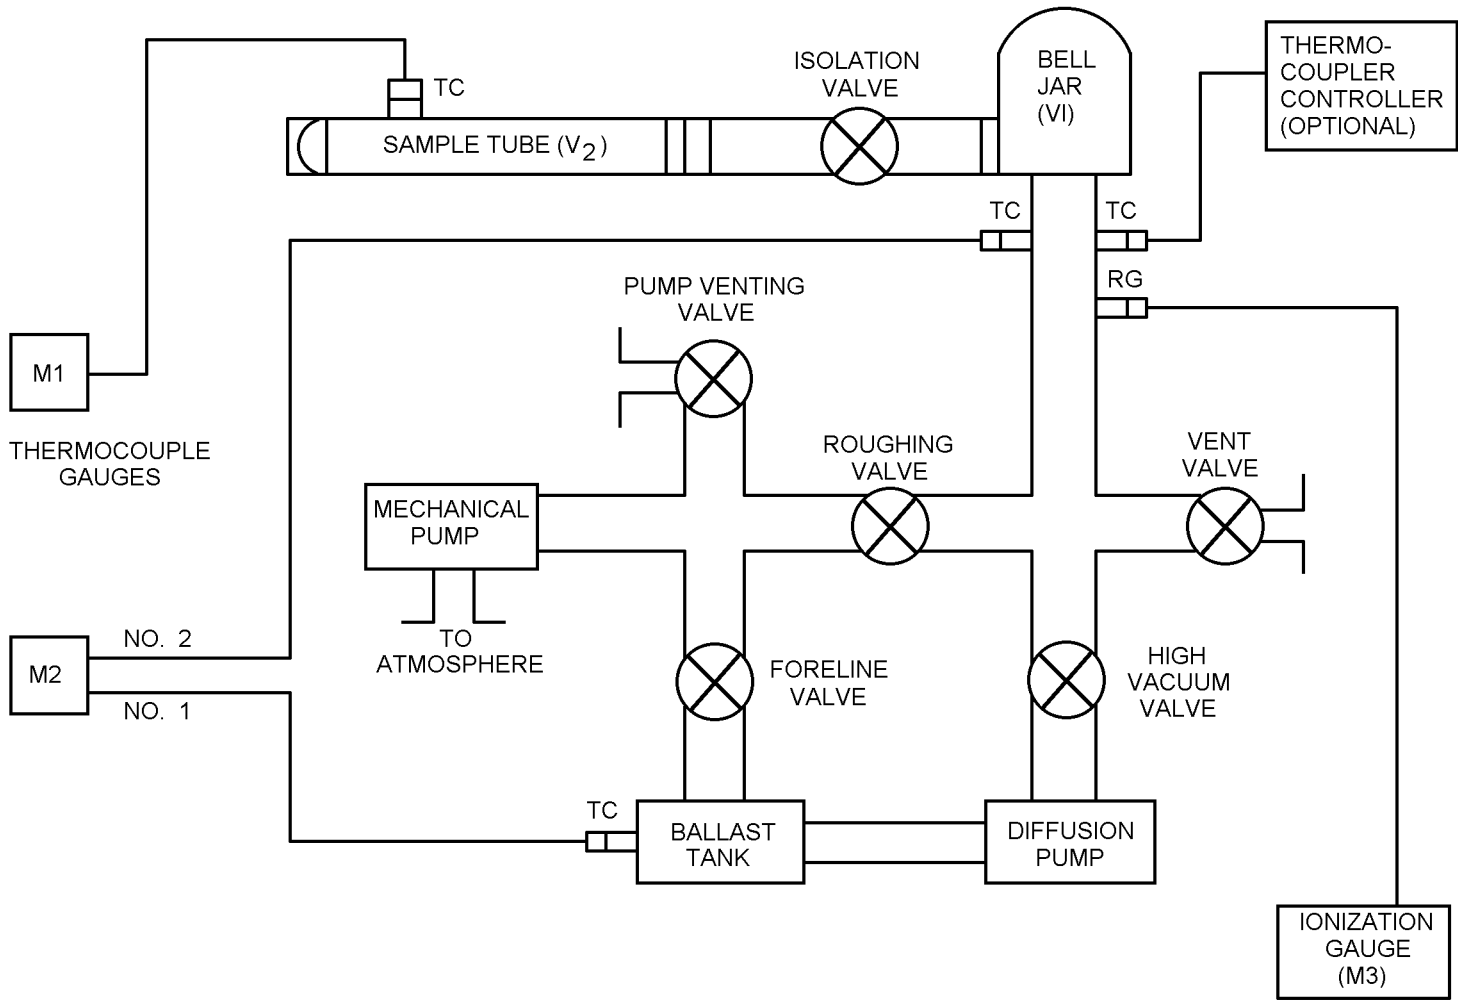 TC
SAMPLE TUBE (V2)
ISOLATION
VALVE
BELL
JAR
(VI)
THERMO-
COUPLER
CONTROLLER
(OPTIONAL)
TC
TC
RG
PUMP VENTING
VALVE
M1
THERMOCOUPLE
GAUGES
ROUGHING
VALVE
VENT
VALVE
MECHANICAL
PUMP
TO
ATMOSPHERE
M2
NO. 2
NO. 1
FORELINE
VALVE
HIGH
VACUUM
VALVE
TC
BALLAST
TANK
DIFFUSION
PUMP
IONIZATION
GAUGE
(M3)